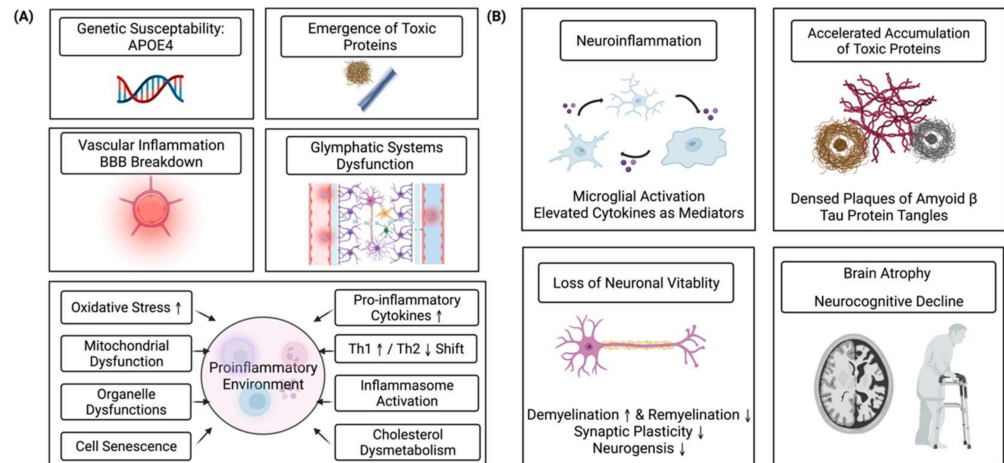 (A)
Genetic Susceptability:
APOE4
Emergence of Toxic
Proteins
Vascular Inflammation
BBB Breakdown
Glymphatic Systems
Dysfunction
Oxidative Stress ↑
Mitochondrial
Dysfunction
Organelle
Dysfunctions
Cell Senescence
Proinflammatory
Environment
Pro-inflammatory
Cytokines ↑
Th1 ↑ / Th2 ↓ Shift
Inflammasome
Activation
Cholesterol
Dysmetabolism
(B)
Neuroinflammation
Microglial Activation
Elevated Cytokines as Mediators
Accelerated Accumulation
of Toxic Proteins
Densed Plaques of Amyoid β
Tau Protein Tangles
Loss of Neuronal Vitablity
Demyelination ↑ & Remyelination ↓
Synaptic Plasticity ↓
Neurogensis ↓
Brain Atrophy
Neurocognitive Decline